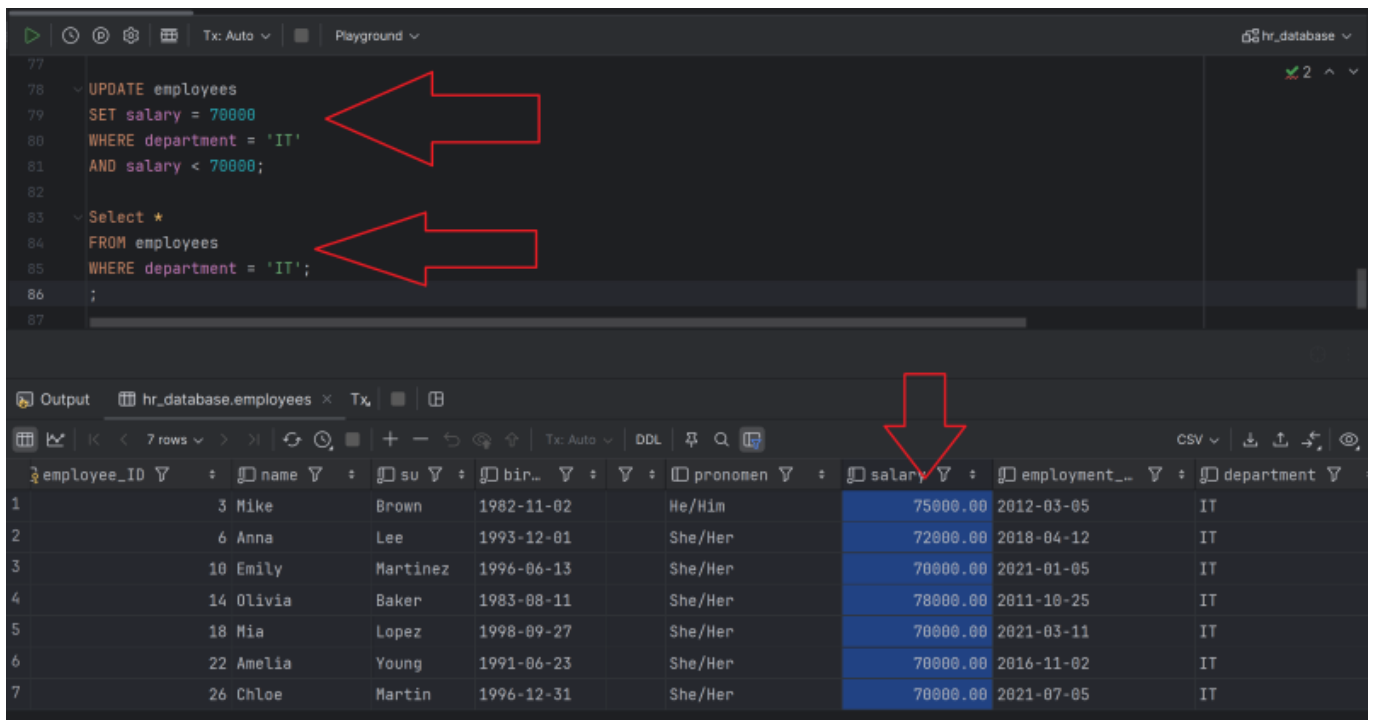 Tx: Auto Playground hr_database
77
78 UPDATE employees
2
79 SET salary = 70000
80 WHERE department = 'IT'
81 AND salary < 70000;
82
83 Select *
84 FROM employees
85 WHERE department = 'IT';
86 ;
87
Output hr_database.employees × Tx
7 rows Tx: Auto DDL CSV
employee_ID name su bir… pronomen salary employment_… department
1 3 Mike Brown 1982-11-02 He/Him 75000.00 2012-03-05 IT
2 6 Anna Lee 1993-12-01 She/Her 72000.00 2018-04-12 IT
3 10 Emily Martinez 1996-06-13 She/Her 70000.00 2021-01-05 IT
4 14 Olivia Baker 1983-08-11 She/Her 78000.00 2011-10-25 IT
5 18 Mia Lopez 1998-09-27 She/Her 70000.00 2021-03-11 IT
6 22 Amelia Young 1991-06-23 She/Her 70000.00 2016-11-02 IT
7 26 Chloe Martin 1996-12-31 She/Her 70000.00 2021-07-05 IT